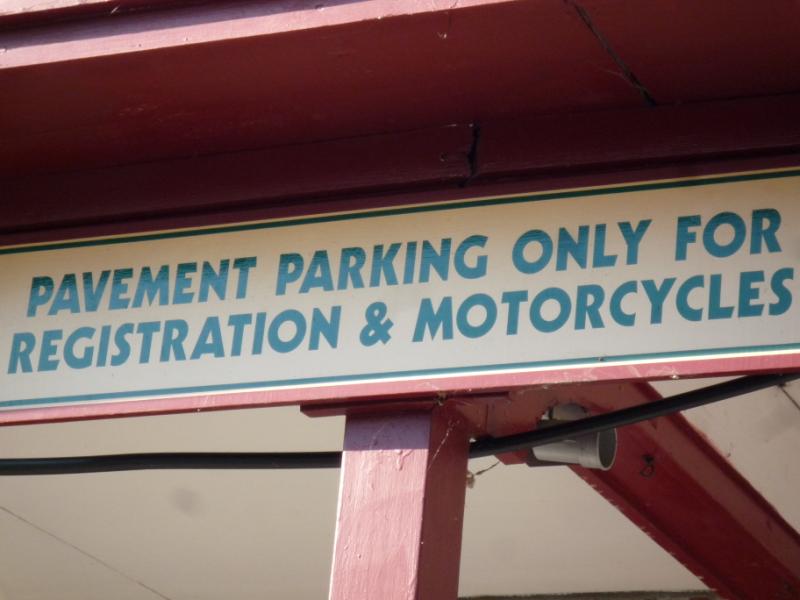 PAVEMENT PARKING ONLY FOR
REGISTRATION & MOTORCYCLES